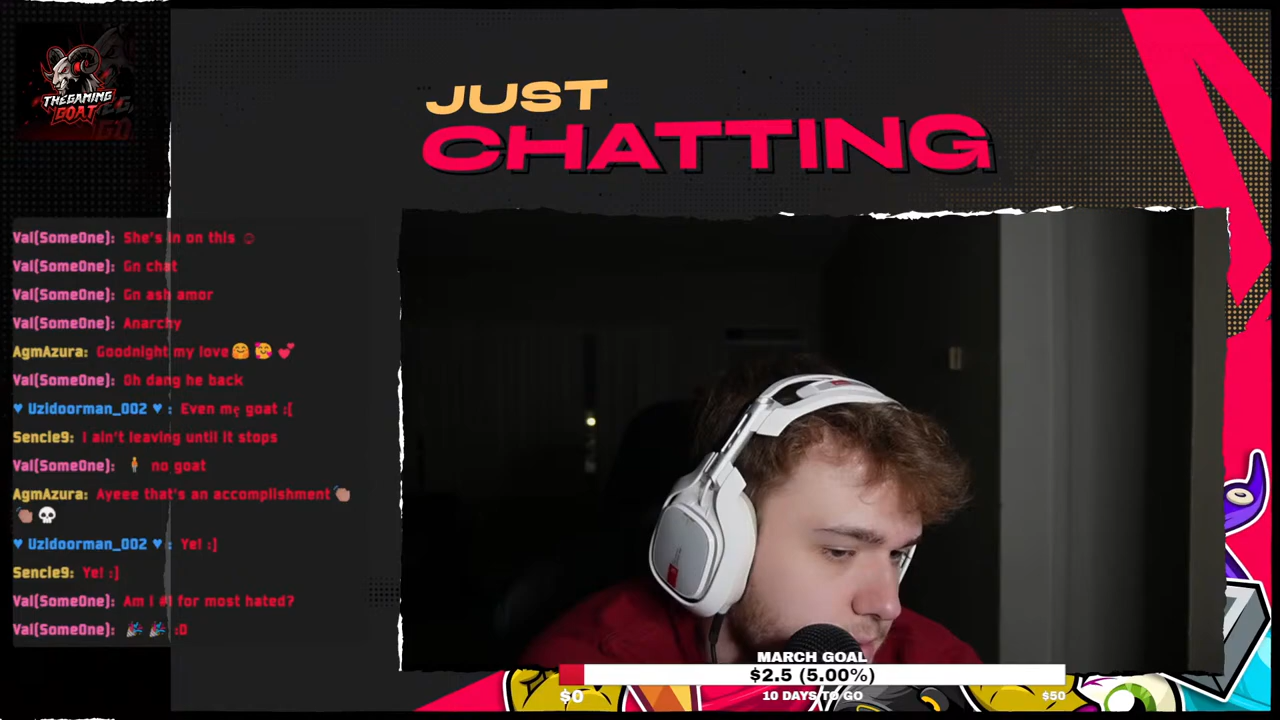 THEGAMING
GOAT
JUST
CHATTING
Val(SomeOne): She's in on this ☺
Val(SomeOne): Gn chat
Val(SomeOne): Gn ash amor
Val(SomeOne): Anarchy
AgmAzura: Goodnight my love🤗 🥰 💕
Val(SomeOne): Oh dang he back
♥ Uzidoorman_002 ♥ : Even me goat :[
Sencie9: I ain't leaving until it stops
Val(SomeOne): 🧍 no goat
AgmAzura: Ayeee that's an accomplishment👏🏽
👏🏽 💀
♥ Uzidoorman_002 ♥ : Ye! :]
Sencie9: Ye! :]
Val(SomeOne): Am I #1 for most hated?
Val(SomeOne): 🎉 🎉 :D
MARCH GOAL
$2.5 (5.00%)
$0 10 DAYS TO GO $50